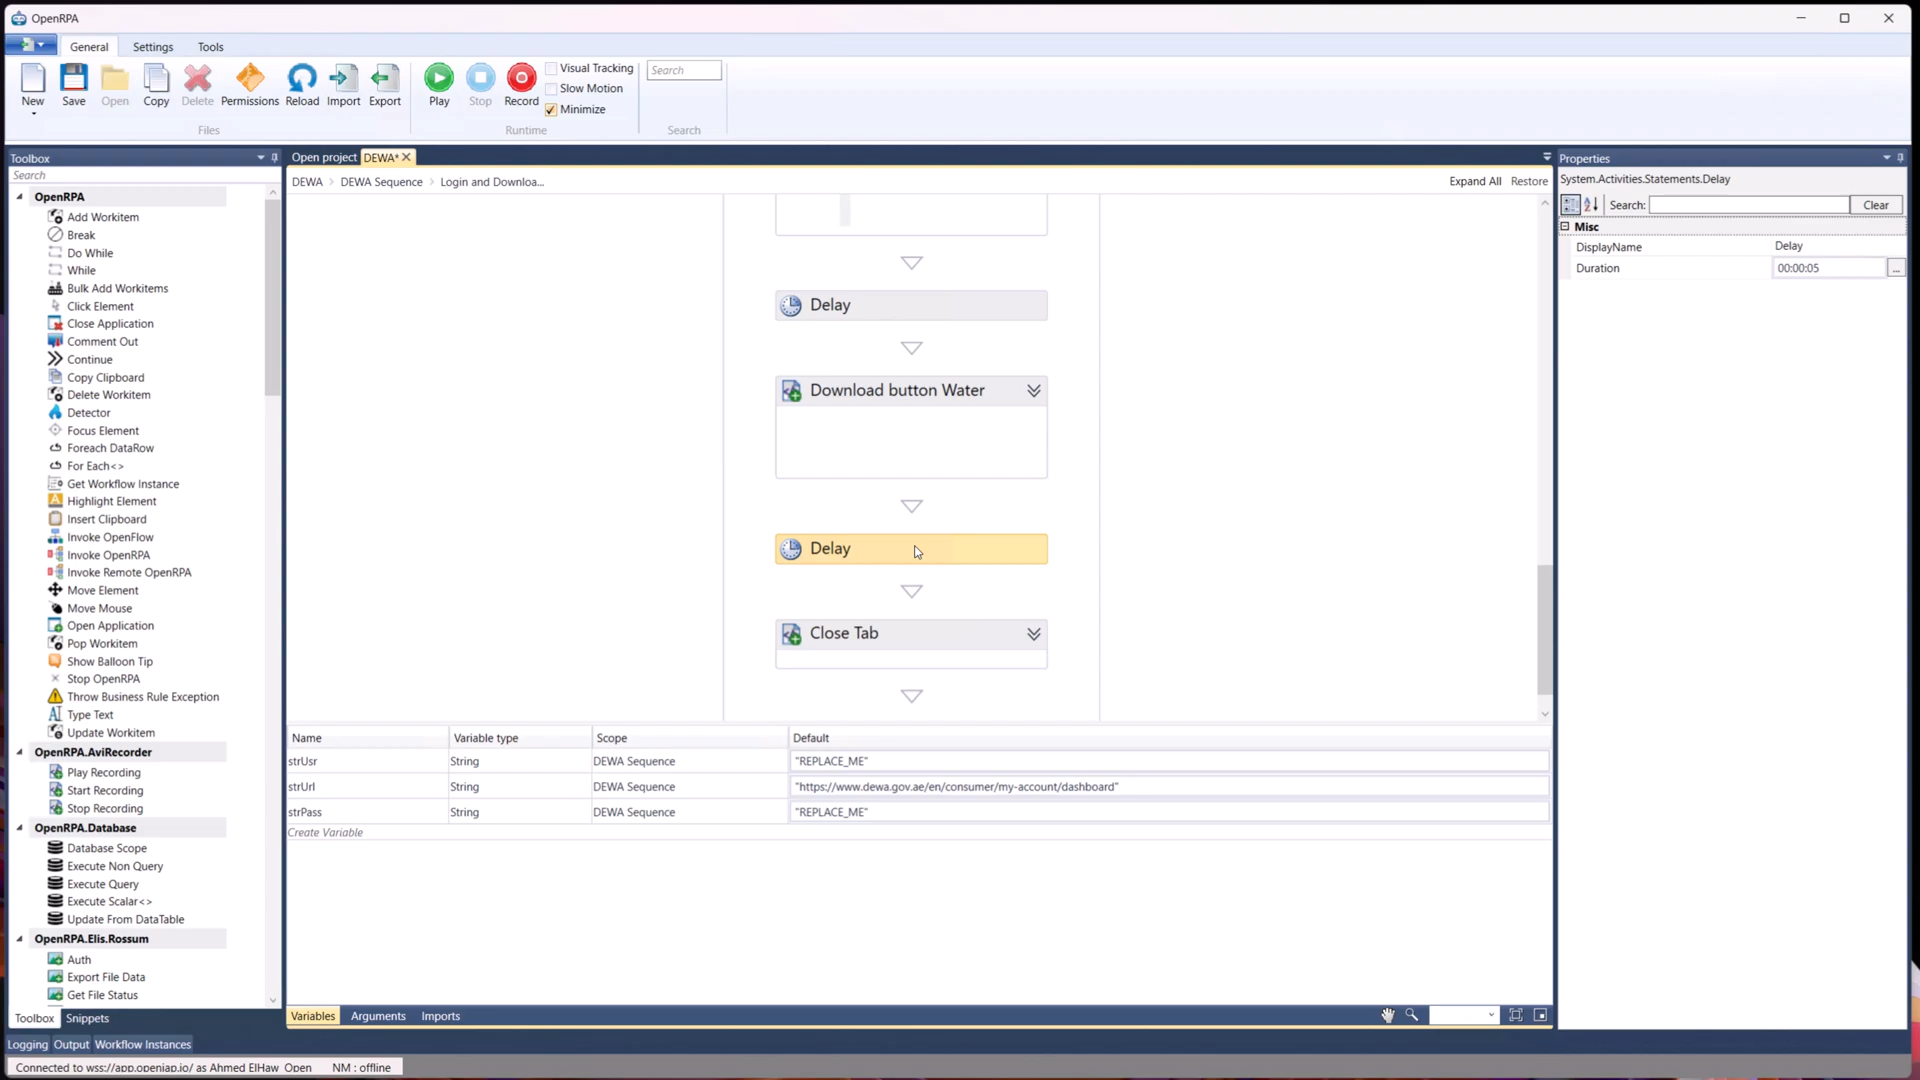 OpenRPA
General Settings Tools
New Save Open Copy Delete Permissions Reload Import Export
Files
Play Stop Record
Visual Tracking
Slow Motion
Minimize
Runtime
Search
Search
Toolbox
Search
OpenRPA
Add Workitem
Break
Do While
While
Bulk Add Workitems
Click Element
Close Application
Comment Out
Continue
Copy Clipboard
Delete Workitem
Detector
Focus Element
Foreach DataRow
For Each<>
Get Workflow Instance
Highlight Element
Insert Clipboard
Invoke OpenFlow
Invoke OpenRPA
Invoke Remote OpenRPA
Move Element
Move Mouse
Open Application
Pop Workitem
Show Balloon Tip
Stop OpenRPA
Throw Business Rule Exception
Type Text
Update Workitem
OpenRPA.AviRecorder
Play Recording
Start Recording
Stop Recording
OpenRPA.Database
Database Scope
Execute Non Query
Execute Query
Execute Scalar<>
Update From DataTable
OpenRPA.Elis.Rossum
Auth
Export File Data
Get File Status
Toolbox Snippets
Open project DEWA*
DEWA DEWA Sequence Login and Downloa...
Expand All Restore
Delay
Download button Water
Delay
Close Tab
Name Variable type Scope Default
strUsr String DEWA Sequence "REPLACE_ME"
strUrl String DEWA Sequence "https://www.dewa.gov.ae/en/consumer/my-account/dashboard"
strPass String DEWA Sequence "REPLACE_ME"
Create Variable
Variables Arguments Imports
Properties
System.Activities.Statements.Delay
Search: Clear
Misc
DisplayName Delay
Duration 00:00:05 ...
Logging Output Workflow Instances
Connected to wss://app.openiap.io/ as Ahmed ElHaw Open NM : offline